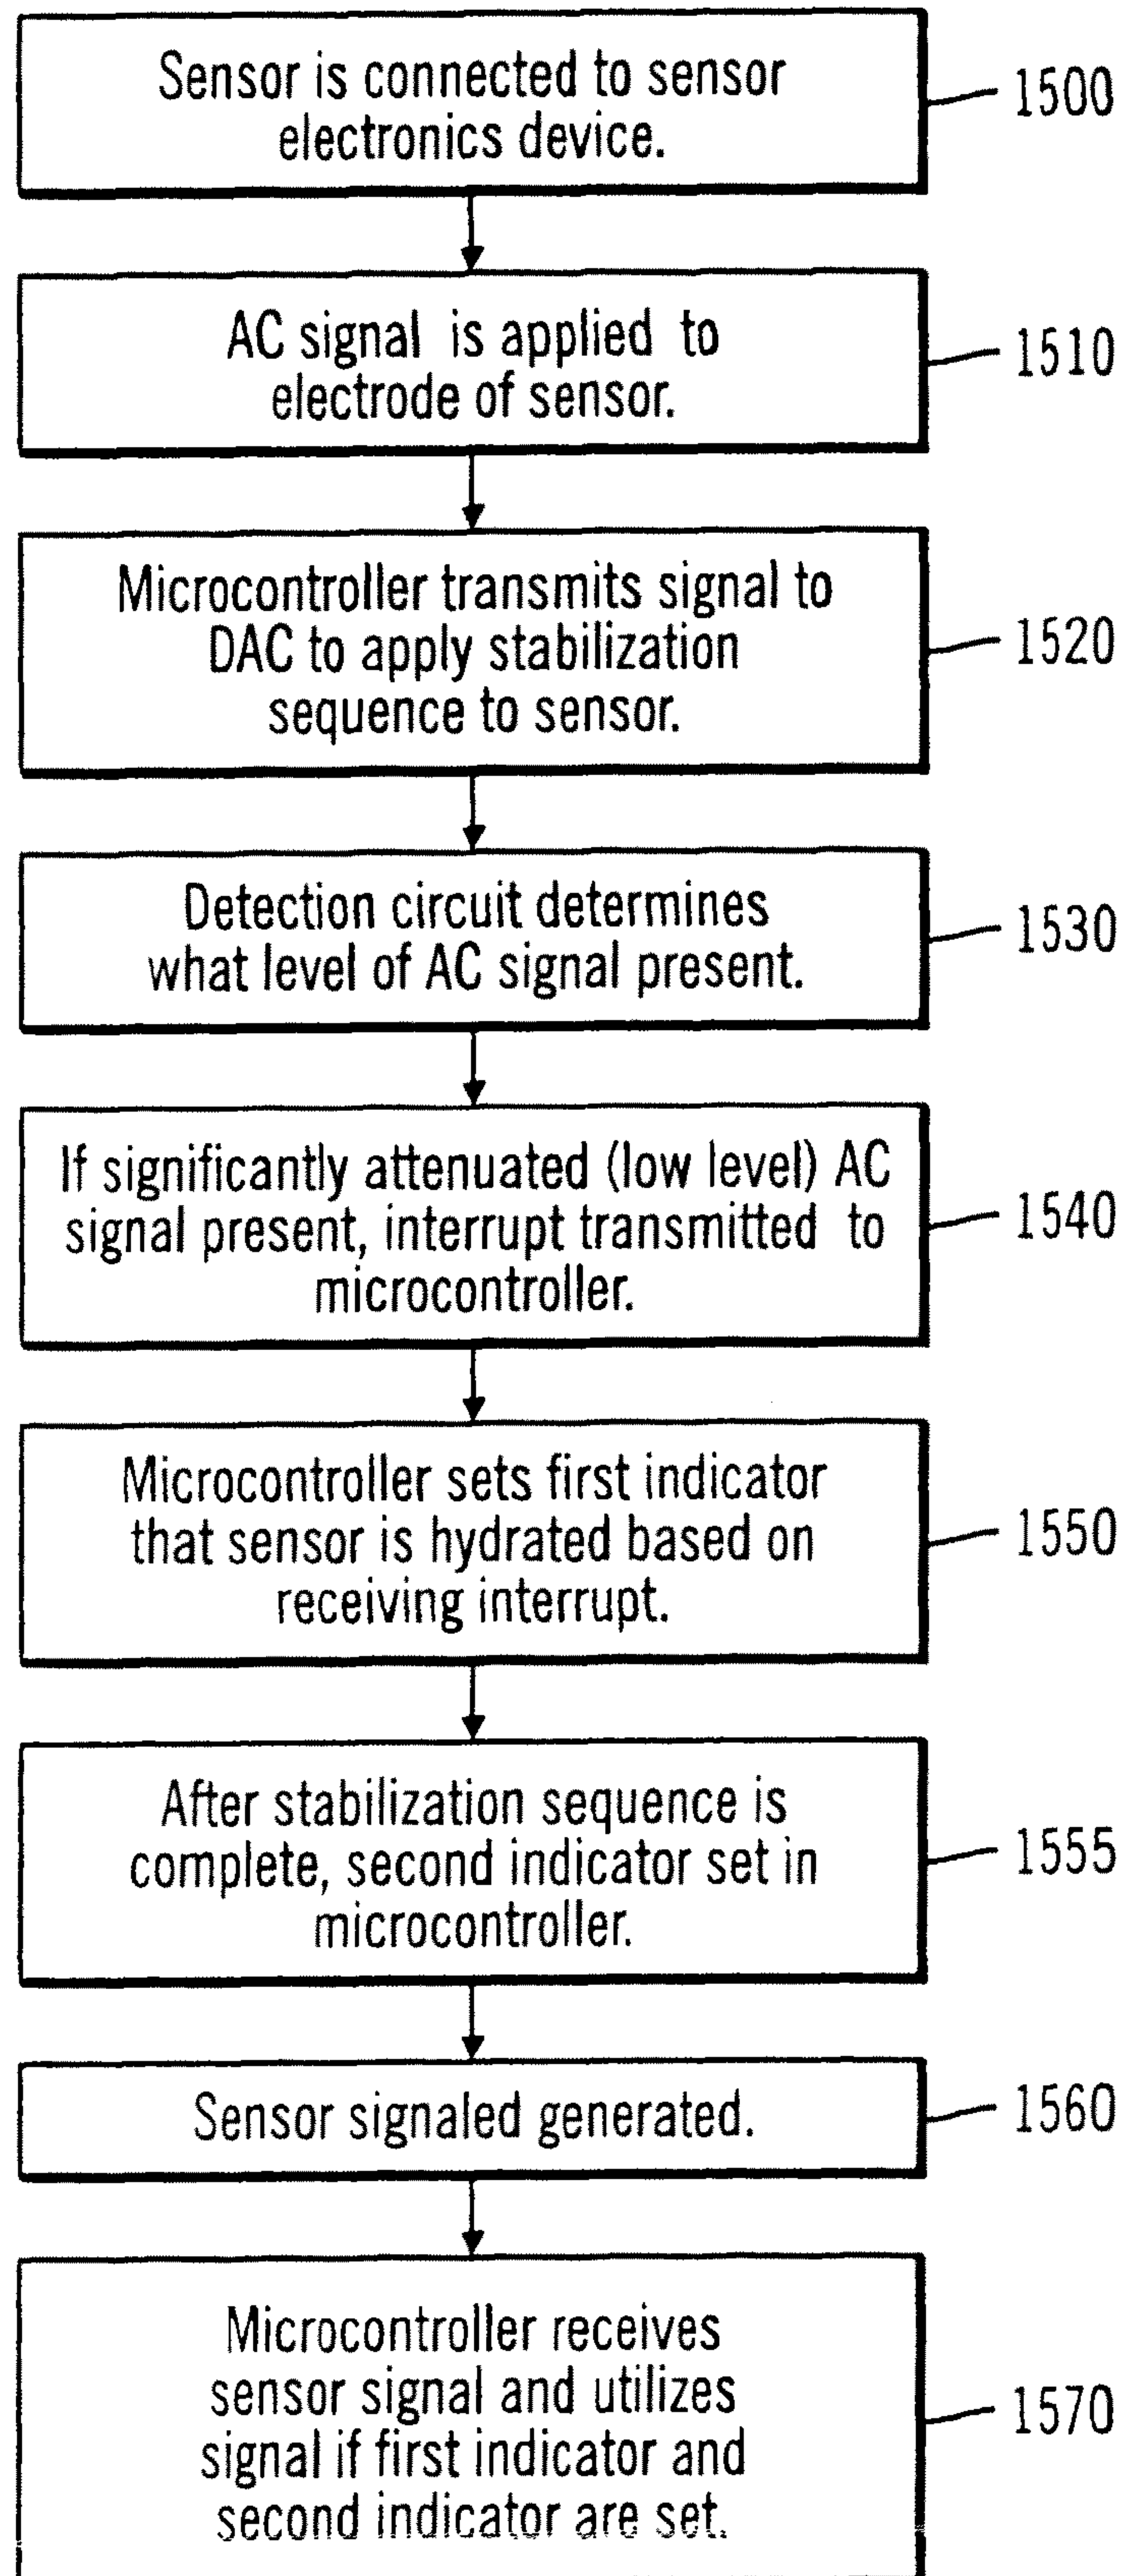 Sensor is connected to sensor
electronics device.
1500
AC signal is applied to
electrode of sensor.
1510
Microcontroller transmits signal to
DAC to apply stabilization
sequence to sensor.
1520
Detection circuit determines
what level of AC signal present.
1530
If significantly attenuated (low level) AC
signal present, interrupt transmitted to
microcontroller.
1540
Microcontroller sets first indicator
that sensor is hydrated based on
receiving interrupt.
1550
After stabilization sequence is
complete, second indicator set in
microcontroller.
1555
Sensor signaled generated.
1560
Microcontroller receives
sensor signal and utilizes
signal if first indicator and
second indicator are set.
1570